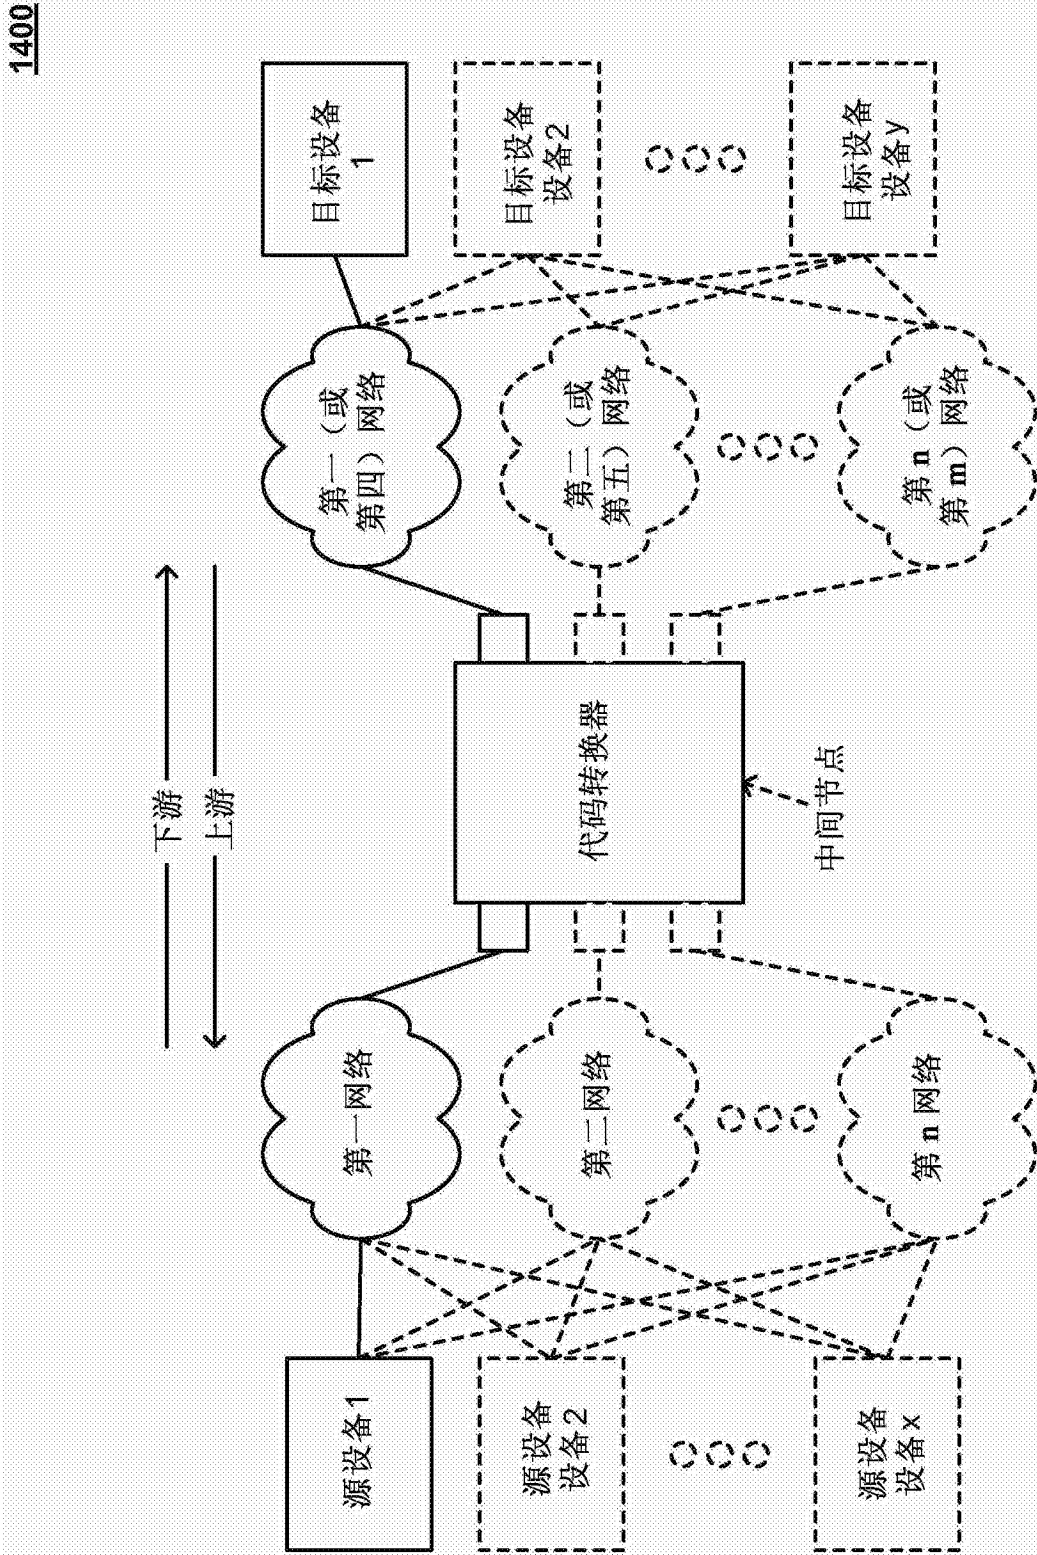 1400
下游
上游
源设备1
源设备
设备2
源设备
设备x
第一网络
第二网络
第 n 网络
代码转换器
中间节点
第一（或
第四）网络
第二（或
第五）网络
第 n（或
第 m）网络
目标设备
1
目标设备
设备2
目标设备
设备y